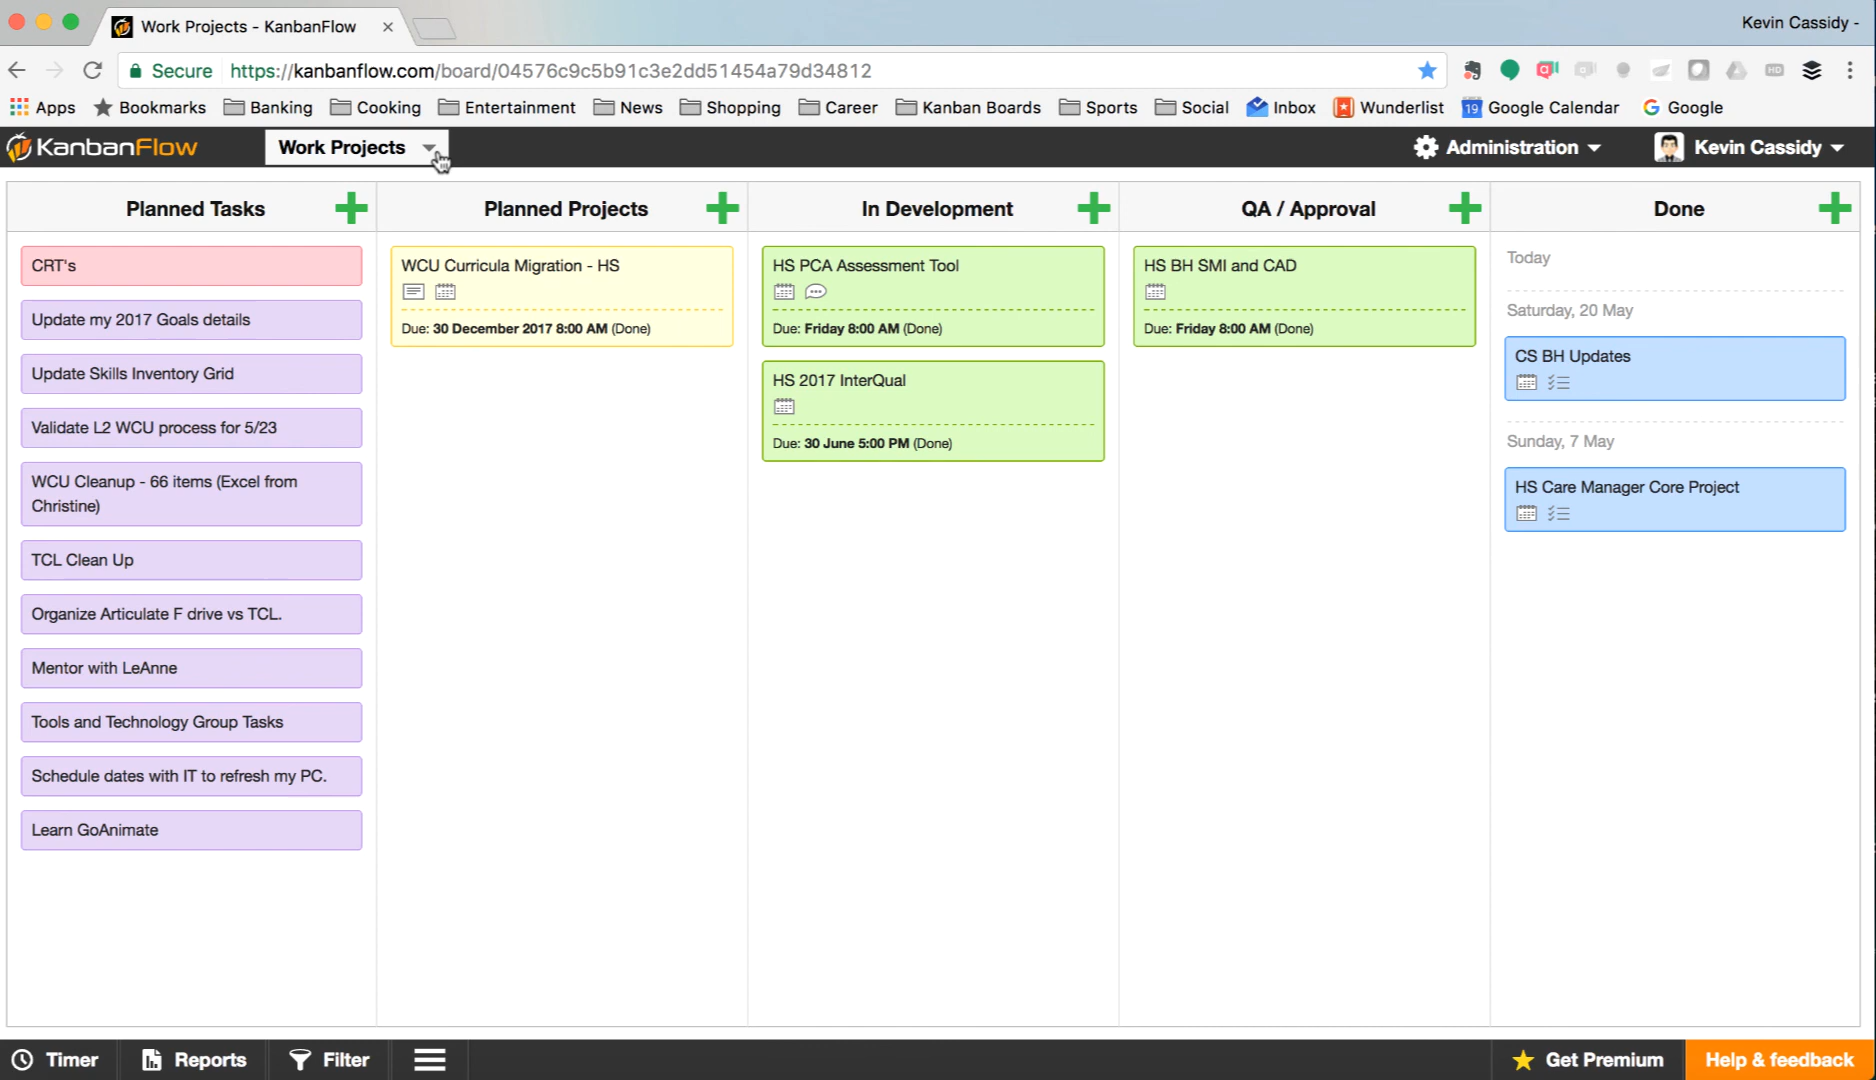 Work Projects - KanbanFlow
Kevin Cassidy -
Secure https://kanbanflow.com/board/04576c9c5b91c3e2dd51454a79d34812
HD
Apps Bookmarks Banking Cooking Entertainment News Shopping Career Kanban Boards Sports Social Inbox Wunderlist 19 Google Calendar Google
KanbanFlow Work Projects Administration Kevin Cassidy
Planned Tasks
CRT's
Update my 2017 Goals details
Update Skills Inventory Grid
Validate L2 WCU process for 5/23
WCU Cleanup - 66 items (Excel from
Christine)
TCL Clean Up
Organize Articulate F drive vs TCL.
Mentor with LeAnne
Tools and Technology Group Tasks
Schedule dates with IT to refresh my PC.
Learn GoAnimate
Planned Projects
WCU Curricula Migration - HS
Due: 30 December 2017 8:00 AM (Done)
In Development
HS PCA Assessment Tool
Due: Friday 8:00 AM (Done)
HS 2017 InterQual
Due: 30 June 5:00 PM (Done)
QA / Approval
HS BH SMI and CAD
Due: Friday 8:00 AM (Done)
Done
Today
Saturday, 20 May
CS BH Updates
Sunday, 7 May
HS Care Manager Core Project
Timer Reports Filter Get Premium Help & feedback